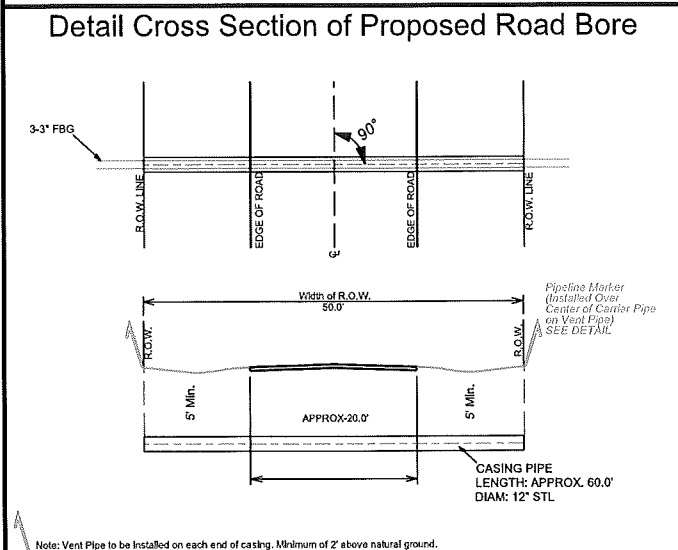 Detail Cross Section of Proposed Road Bore
3-3" FBG
90°
R.O.W. LINE
EDGE OF ROAD
EDGE OF ROAD
R.O.W. LINE
Width of R.O.W.
50.0'
Pipeline Marker
(Installed Over
Center of Carrier Pipe
on Vent Pipe)
SEE DETAIL
R.O.W.
R.O.W.
5' Min.
5' Min.
APPROX-20.0'
CASING PIPE
LENGTH: APPROX. 60.0'
DIAM: 12" STL
Note: Vent Pipe to be Installed on each end of casing. Minimum of 2' above natural ground.